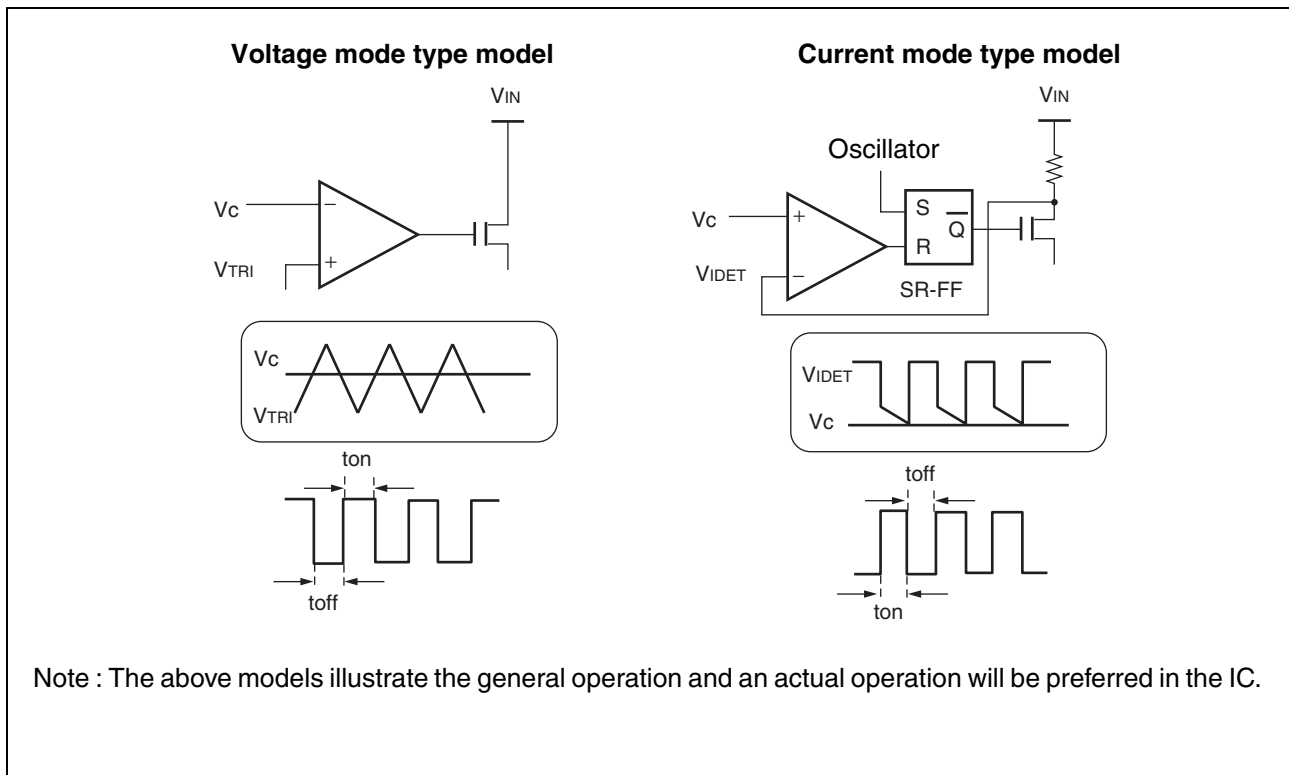 Voltage mode type model
VIN
Vc
−
VTRI
+
Vc
VTRI
ton
toff
Current mode type model
VIN
Oscillator
Vc
+
S
Q
R
VIDET
−
SR-FF
VIDET
Vc
toff
ton
Note : The above models illustrate the general operation and an actual operation will be preferred in the IC.